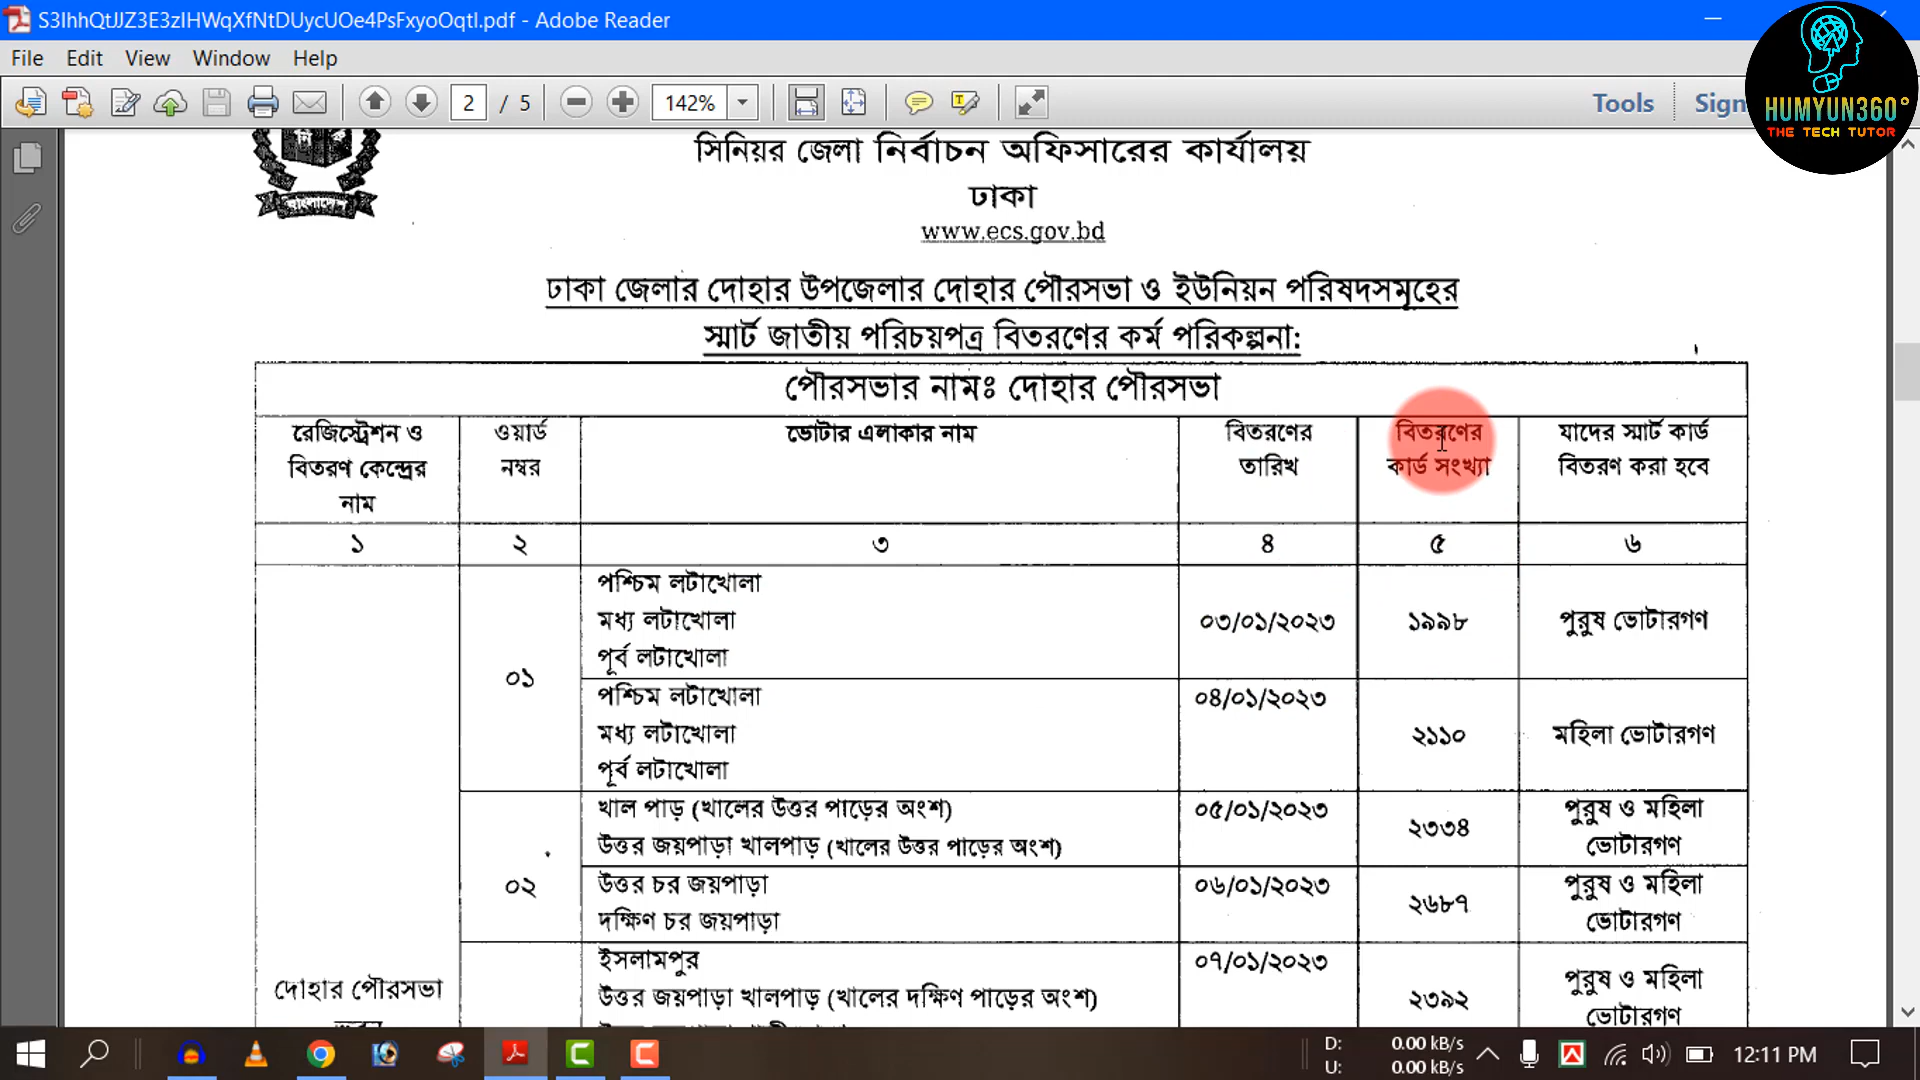 S3IhhQtJJZ3E3zIHWqXfNtDUycUOe4PsFxyoOqtI.pdf - Adobe Reader
File Edit View Window Help
2 / 5 142% Tools Sign
HUMYUN360°
THE TECH TUTOR
বাংলাদেশ
সিনিয়র জেলা নির্বাচন অফিসারের কার্যালয়
ঢাকা
www.ecs.gov.bd
ঢাকা জেলার দোহার উপজেলার দোহার পৌরসভা ও ইউনিয়ন পরিষদসমূহের
স্মার্ট জাতীয় পরিচয়পত্র বিতরণের কর্ম পরিকল্পনা:
পৌরসভার নামঃ দোহার পৌরসভা
রেজিস্ট্রেশন ও ওয়ার্ড ভোটার এলাকার নাম বিতরণের বিতরণের যাদের স্মার্ট কার্ড
বিতরণ কেন্দ্রের নম্বর তারিখ কার্ড সংখ্যা বিতরণ করা হবে
নাম
১ ২ ৩ ৪ ৫ ৬
পশ্চিম লটাখোলা
মধ্য লটাখোলা ০৩/০১/২০২৩ ১৯৯৮ পুরুষ ভোটারগণ
পূর্ব লটাখোলা
০১
পশ্চিম লটাখোলা ০৪/০১/২০২৩
মধ্য লটাখোলা ২১১০ মহিলা ভোটারগণ
পূর্ব লটাখোলা
খাল পাড় (খালের উত্তর পাড়ের অংশ) ০৫/০১/২০২৩ ২৩৩৪ পুরুষ ও মহিলা
উত্তর জয়পাড়া খালপাড় (খালের উত্তর পাড়ের অংশ) ভোটারগণ
০২
উত্তর চর জয়পাড়া ০৬/০১/২০২৩ ২৬৮৭ পুরুষ ও মহিলা
দক্ষিণ চর জয়পাড়া ভোটারগণ
ইসলামপুর ০৭/০১/২০২৩ পুরুষ ও মহিলা
দোহার পৌরসভা উত্তর জয়পাড়া খালপাড় (খালের দক্ষিণ পাড়ের অংশ) ২৩৯২ ভোটারগণ
D: 0.00 kB/s
U: 0.00 kB/s
12:11 PM